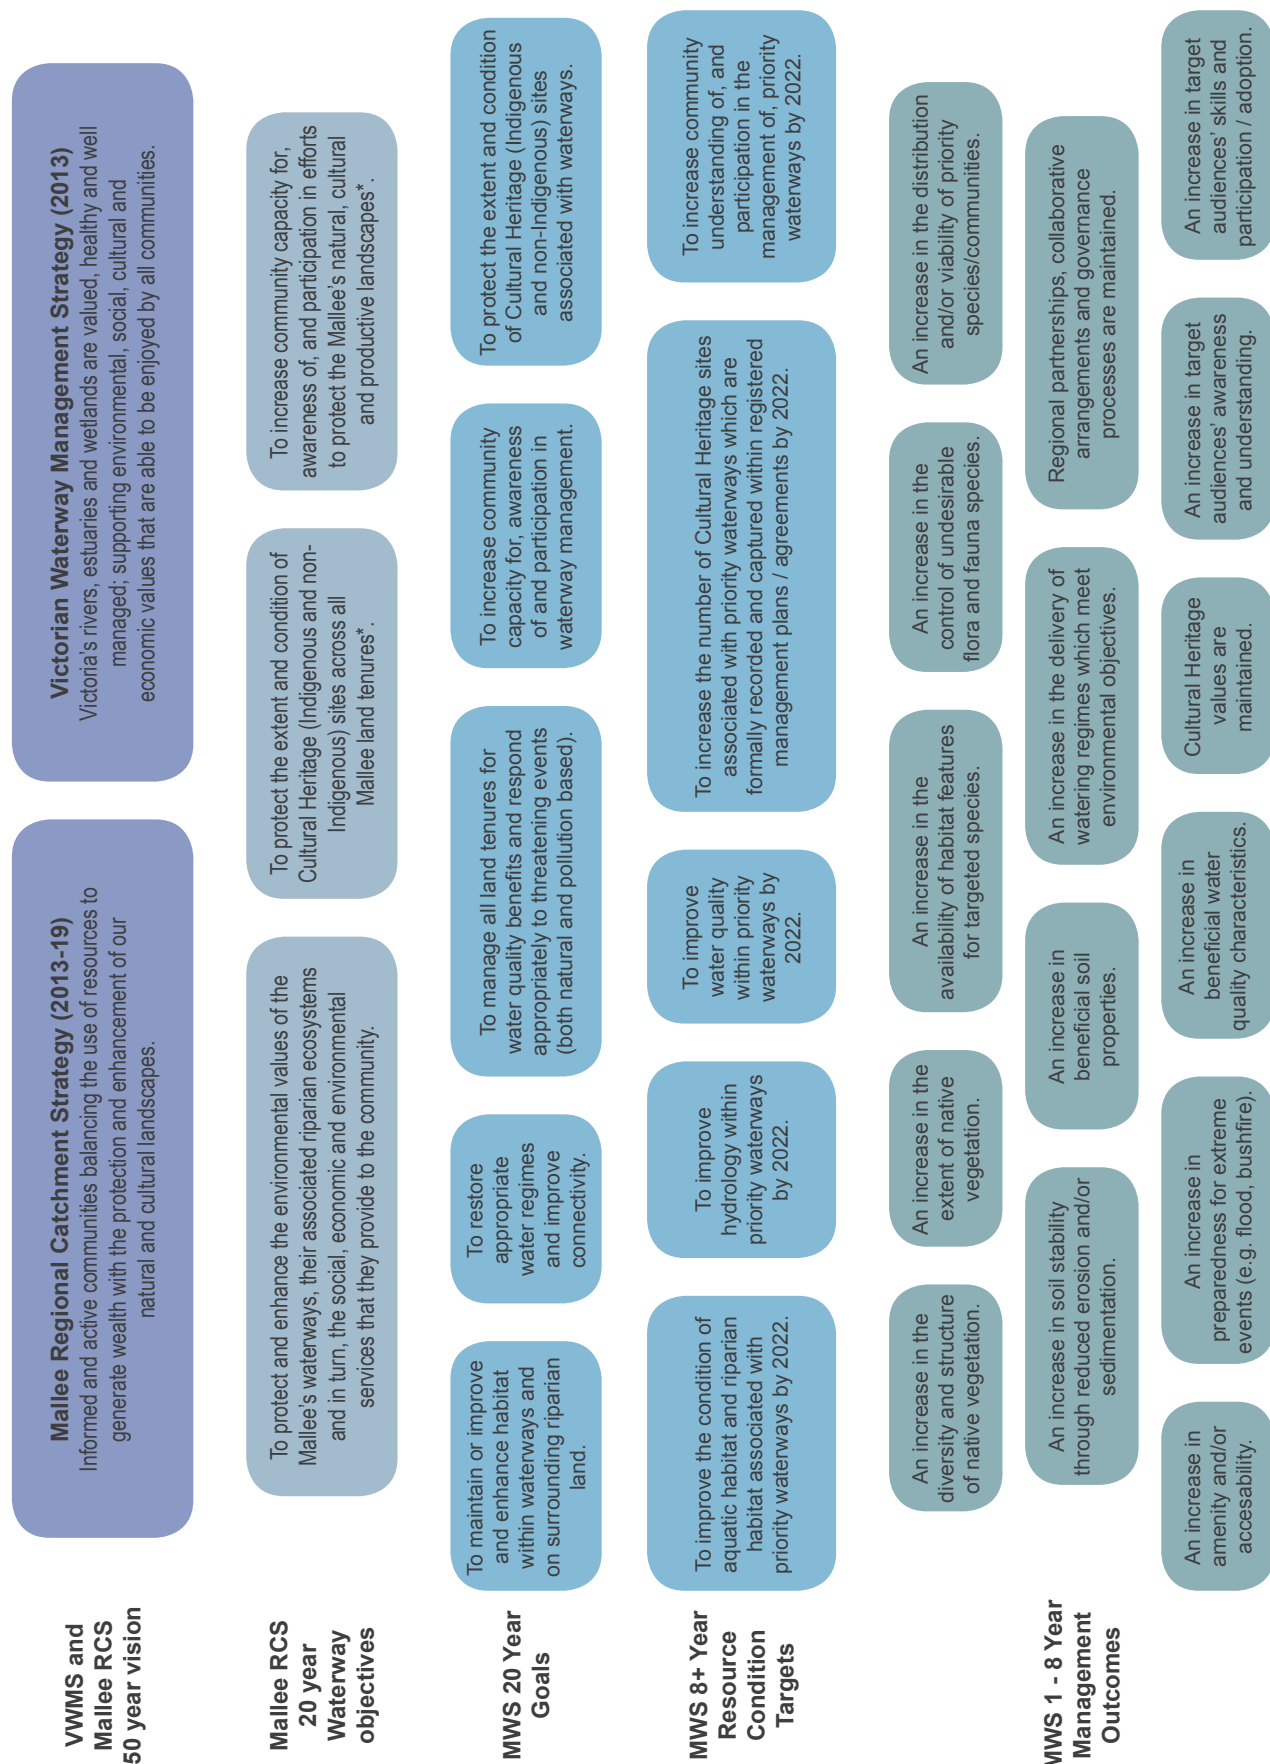 VWMS and
Mallee RCS
50 year vision
Mallee Regional Catchment Strategy (2013-19)
Informed and active communities balancing the use of resources to
generate wealth with the protection and enhancement of our
natural and cultural landscapes.
Victorian Waterway Management Strategy (2013)
Victoria's rivers, estuaries and wetlands are valued, healthy and well
managed; supporting environmental, social, cultural and
economic values that are able to be enjoyed by all communities.
Mallee RCS
20 year
Waterway
objectives
To protect and enhance the environmental values of the
Mallee's waterways, their associated riparian ecosystems
and in turn, the social, economic and environmental
services that they provide to the community.
To protect the extent and condition of
Cultural Heritage (Indigenous and non-
Indigenous) sites across all
Mallee land tenures*.
To increase community capacity for,
awareness of, and participation in efforts
to protect the Mallee's natural, cultural
and productive landscapes*.
MWS 20 Year
Goals
To maintain or improve
and enhance habitat
within waterways and
on surrounding riparian
land.
To restore
appropriate
water regimes
and improve
connectivity.
To manage all land tenures for
water quality benefits and respond
appropriately to threatening events
(both natural and pollution based).
To increase community
capacity for, awareness
of and participation in
waterway management.
To protect the extent and condition
of Cultural Heritage (Indigenous
and non-Indigenous) sites
associated with waterways.
MWS 8+ Year
Resource
Condition
Targets
To improve the condition of
aquatic habitat and riparian
habitat associated with
priority waterways by 2022.
To improve
hydrology within
priority waterways
by 2022.
To improve
water quality
within priority
waterways by
2022.
To increase the number of Cultural Heritage sites
associated with priority waterways which are
formally recorded and captured within registered
management plans / agreements by 2022.
To increase community
understanding of, and
participation in the
management of, priority
waterways by 2022.
MWS 1 - 8 Year
Management
Outcomes
An increase in the
diversity and structure
of native vegetation.
An increase in the
extent of native
vegetation.
An increase in the
availability of habitat features
for targeted species.
An increase in the
control of undesirable
flora and fauna species.
An increase in the distribution
and/or viability of priority
species/communities.
An increase in soil stability
through reduced erosion and/or
sedimentation.
An increase in
beneficial soil
properties.
An increase in the delivery of
watering regimes which meet
environmental objectives.
Regional partnerships, collaborative
arrangements and governance
processes are maintained.
An increase in
amenity and/or
accessability.
An increase in
preparedness for extreme
events (e.g. flood, bushfire).
An increase in
beneficial water
quality characteristics.
Cultural Heritage
values are
maintained.
An increase in target
audiences' awareness
and understanding.
An increase in target
audiences' skills and
participation / adoption.